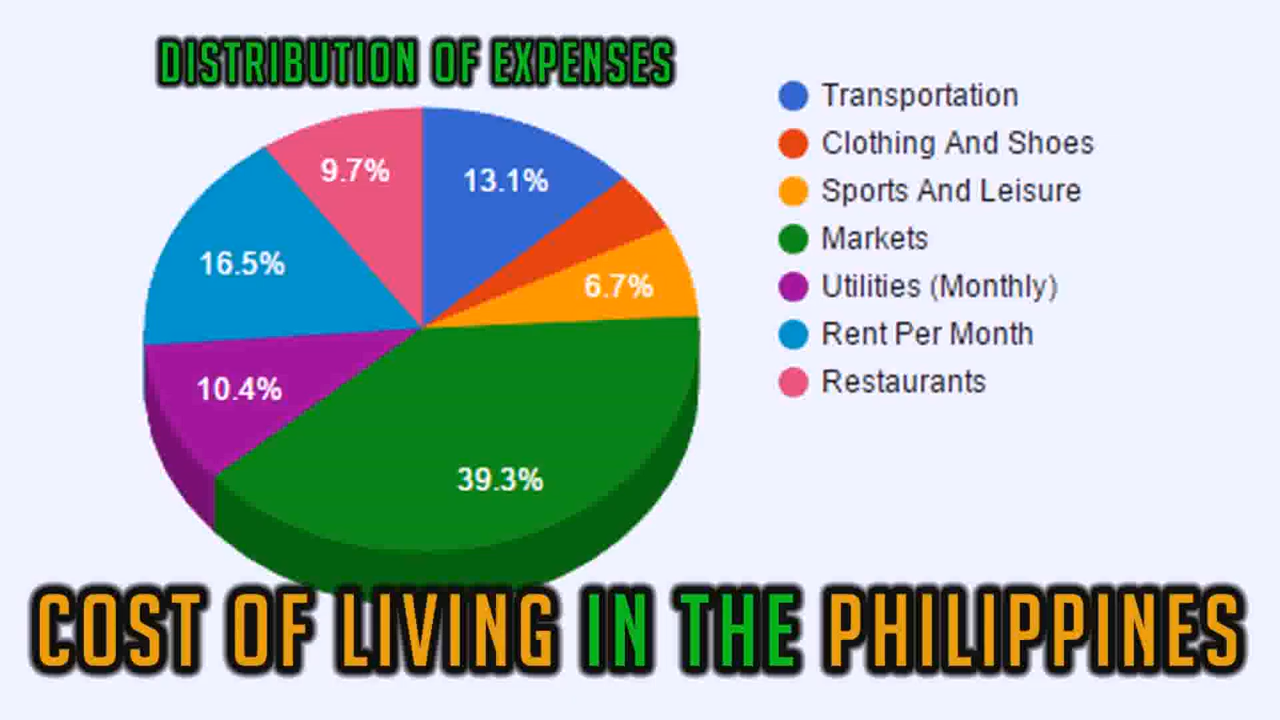 DISTRIBUTION OF EXPENSES
9.7%
13.1%
16.5%
6.7%
10.4%
39.3%
Transportation
Clothing And Shoes
Sports And Leisure
Markets
Utilities (Monthly)
Rent Per Month
Restaurants
COST OF LIVING IN THE PHILIPPINES